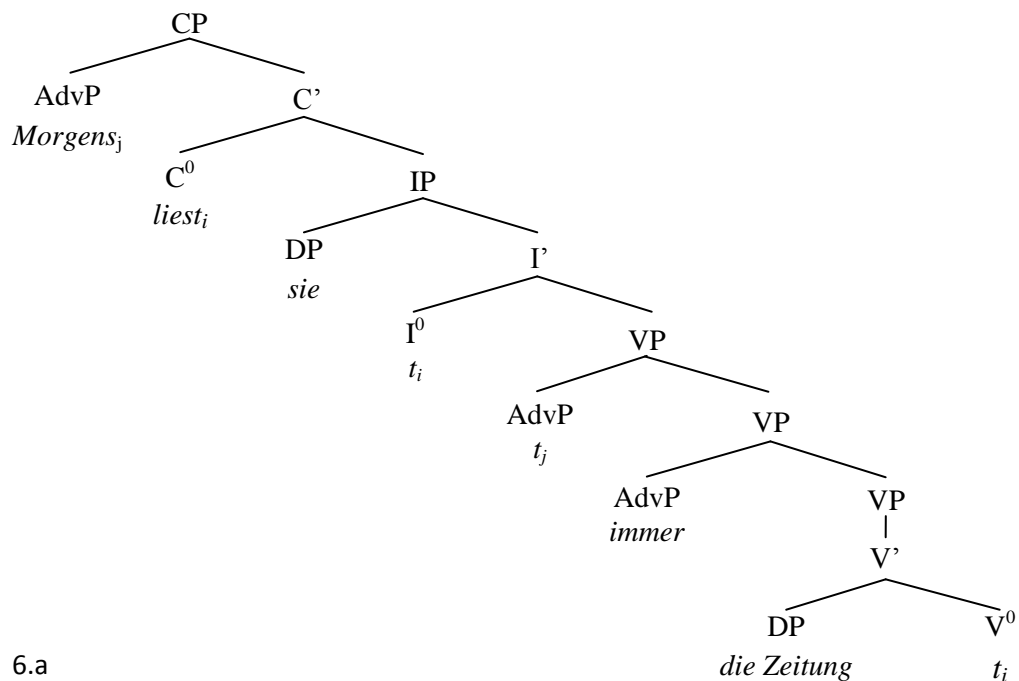 CP
AdvP
C’
Morgensj
C⁰
IP
liesti
DP
I’
sie
I⁰
VP
ti
AdvP
VP
tj
AdvP
VP
immer
V’
DP
V⁰
6.a
die Zeitung
ti